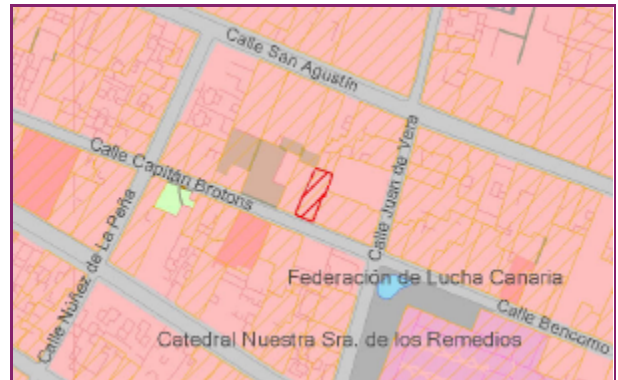 Calle San Agustín
Calle Capitán Brotons
Calle Juan de Vera
Calle Núñez de La Peña
Federación de Lucha Canaria
Calle Bencomo
Catedral Nuestra Sra. de los Remedios